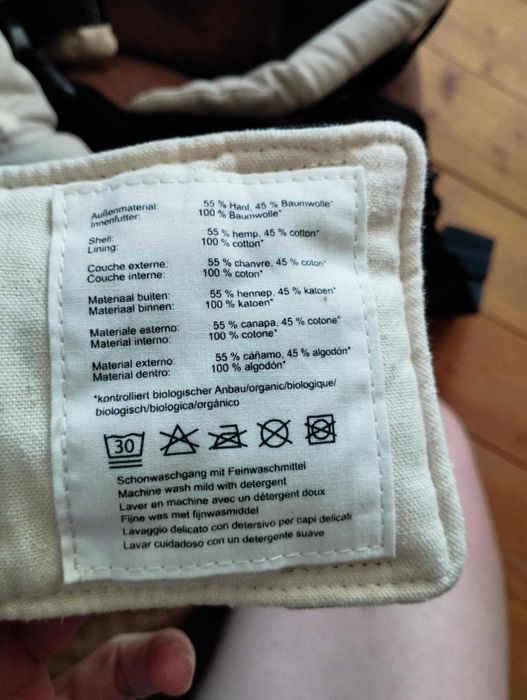 Außenmaterial: 55 % Hanf, 45 % Baumwolle*
Innenfutter: 100 % Baumwolle*
Shell: 55 % hemp, 45 % cotton*
Lining: 100 % cotton*
Couche externe: 55 % chanvre, 45 % coton*
Couche interne: 100 % coton*
Materiaal buiten: 55 % hennep, 45 % katoen*
Materiaal binnen: 100 % katoen*
Materiale esterno: 55 % canapa, 45 % cotone*
Material interno: 100 % cotone*
Material externo: 55 % cáñamo, 45 % algodón*
Material dentro: 100 % algodón*
*kontrolliert biologischer Anbau/organic/biologique/
biologisch/biologica/orgánico
30
Schonwaschgang mit Feinwaschmittel
Machine wash mild with detergent
Laver en machine avec un détergent doux
Fijne was met fijnwasmiddel
Lavaggio delicato con detersivo per capi delicati
Lavar cuidadoso con un detergente suave